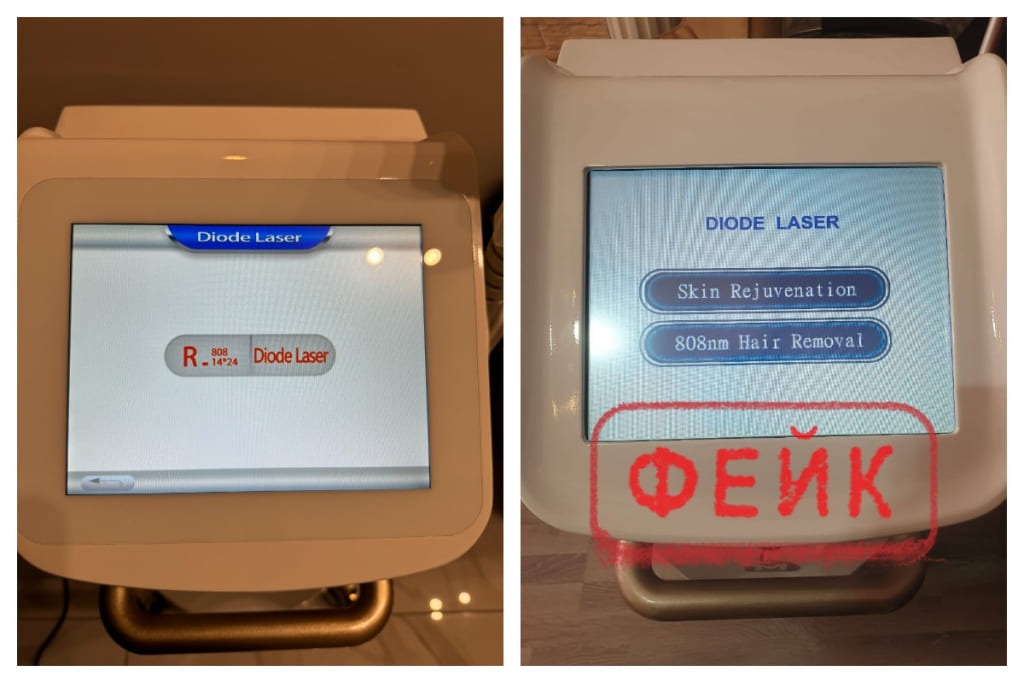 Diode Laser
R - 808 14*24 Diode Laser
DIODE LASER
Skin Rejuvenation
808nm Hair Removal
ФЕЙК